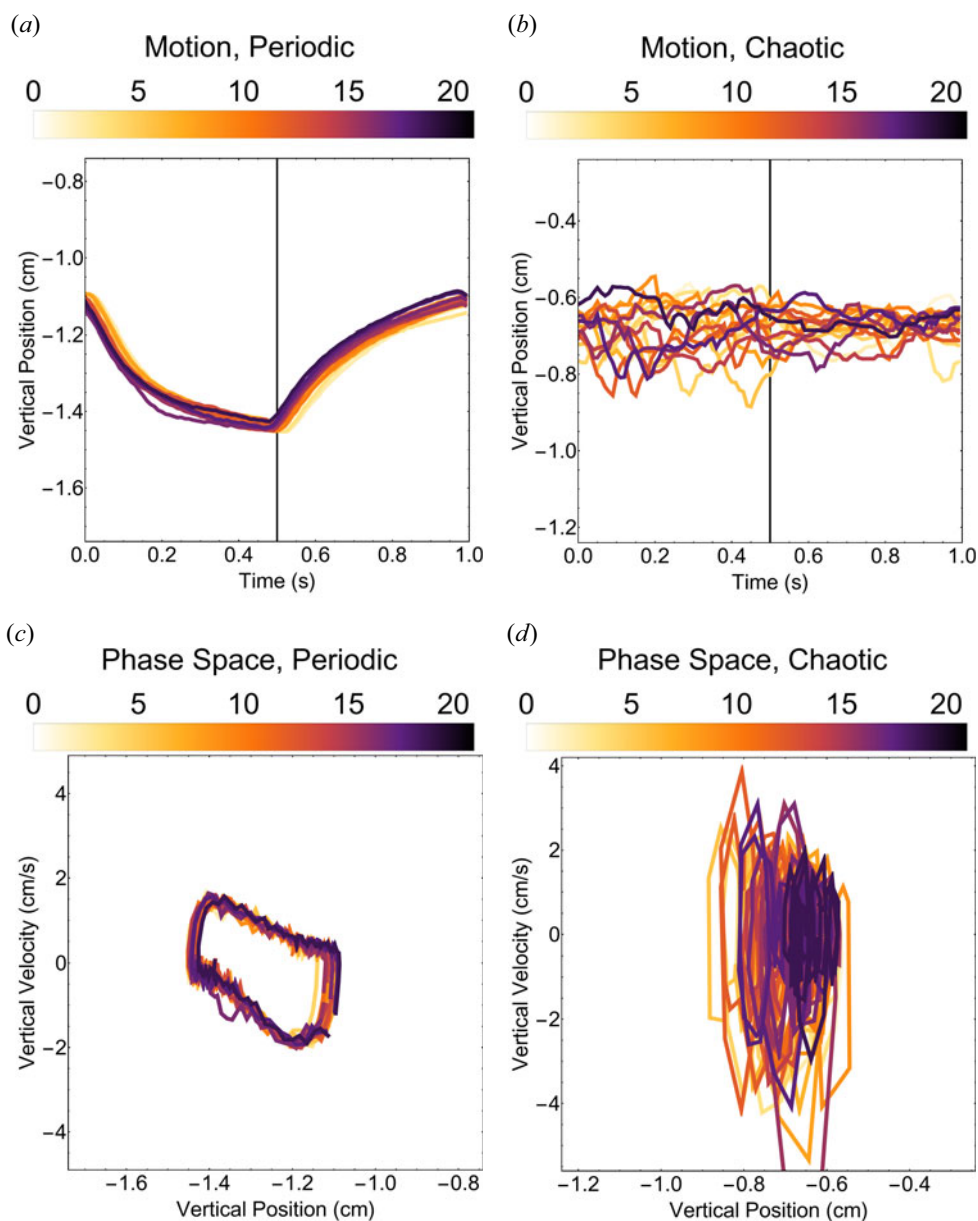 (a)
Motion, Periodic
0 5 10 15 20
−0.8
−1.0
−1.2
−1.4
−1.6
Vertical Position (cm)
0.0 0.2 0.4 0.6 0.8 1.0
Time (s)
(b)
Motion, Chaotic
0 5 10 15 20
−0.4
−0.6
−0.8
−1.0
−1.2
Vertical Position (cm)
0.0 0.2 0.4 0.6 0.8 1.0
Time (s)
(c)
Phase Space, Periodic
0 5 10 15 20
4
2
0
−2
−4
Vertical Velocity (cm/s)
−1.6 −1.4 −1.2 −1.0 −0.8
Vertical Position (cm)
(d)
Phase Space, Chaotic
0 5 10 15 20
4
2
0
−2
−4
Vertical Velocity (cm/s)
−1.2 −1.0 −0.8 −0.6 −0.4
Vertical Position (cm)